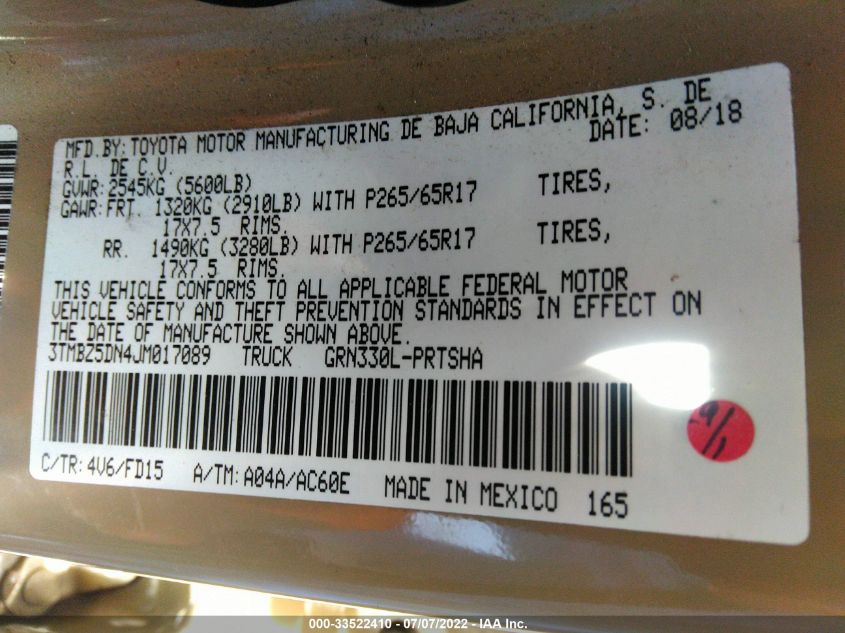 MFD.BY: TOYOTA MOTOR MANUFACTURING DE BAJA CALIFORNIA, S. DE
R.L. DE C.V. DATE: 08/18
GVWR: 2545KG (5600LB)
GAWR: FRT. 1320KG (2910LB) WITH P265/65R17 TIRES,
17X7.5 RIMS.
RR. 1490KG (3280LB) WITH P265/65R17 TIRES,
17X7.5 RIMS.
THIS VEHICLE CONFORMS TO ALL APPLICABLE FEDERAL MOTOR
VEHICLE SAFETY AND THEFT PREVENTION STANDARDS IN EFFECT ON
THE DATE OF MANUFACTURE SHOWN ABOVE.
3TMBZ5DN4JM017089 TRUCK GRN330L-PRTSHA
C/TR: 4V6/FD15 A/TM: A04A/AC60E MADE IN MEXICO 165
000-33522410 - 07/07/2022 - IAA Inc.